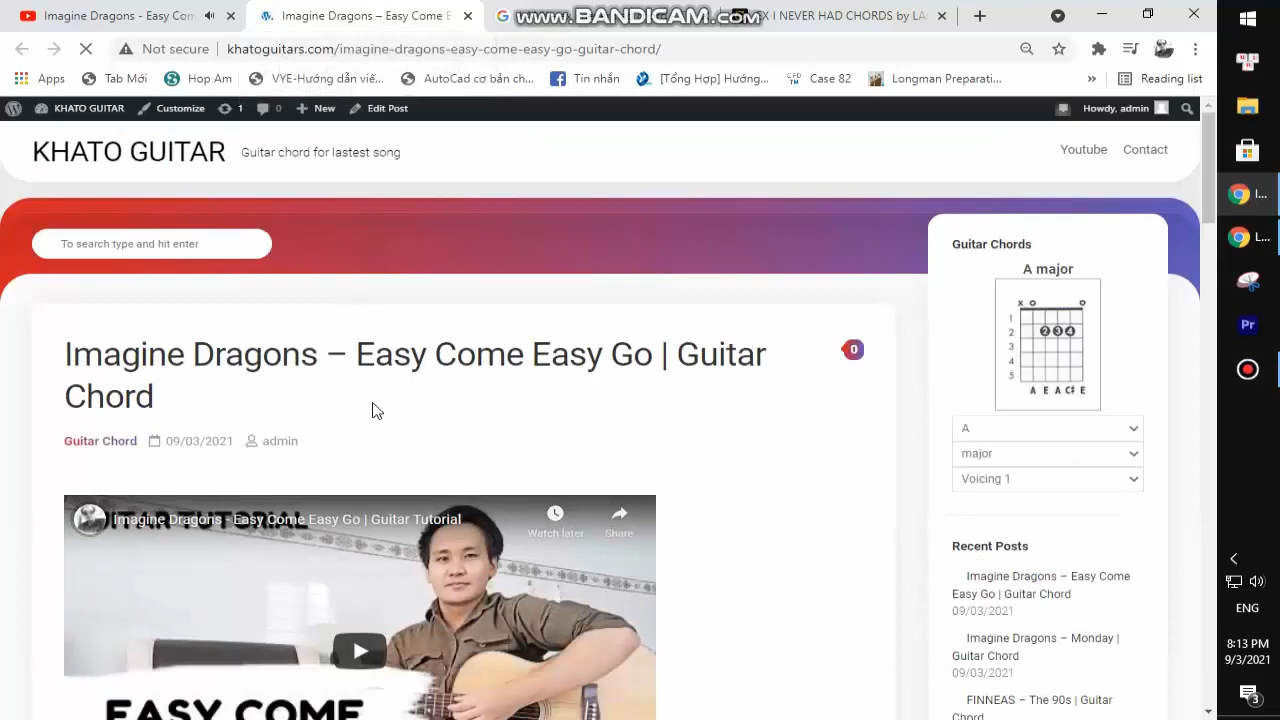 Imagine Dragons - Easy Com
Imagine Dragons – Easy Come E
www.BANDICAM.com
X I NEVER HAD CHORDS by LA
Not secure
khatoguitars.com/imagine-dragons-easy-come-easy-go-guitar-chord/
Apps
Tab Mới
Hop Am
VYE-Hướng dẫn viế...
AutoCad cơ bản ch...
Tin nhắn
[Tổng Hợp] Hướng...
Case 82
Longman Preparati...
»
Reading list
KHATO GUITAR
Customize
1
0
New
Edit Post
Howdy, admin
KHATO GUITAR
Guitar chord for lastest song
Youtube
Contact
To search type and hit enter
Guitar Chords
A major
x o o
1
2 2 3 4
3
4
5
A E A C# E
A
major
Voicing 1
Imagine Dragons – Easy Come Easy Go | Guitar
Chord
0
Guitar Chord
09/03/2021
admin
Imagine Dragons - Easy Come Easy Go | Guitar Tutorial
ITAR TUTORIAL
Watch later
Share
EASY COME
Recent Posts
Imagine Dragons – Easy Come
Easy Go | Guitar Chord
09/03/2021
Imagine Dragons – Monday |
Guitar Chord
09/03/2021
FINNEAS – The 90s | Guitar
Chord
I...
L...
Pr
ENG
8:13 PM
9/3/2021
3